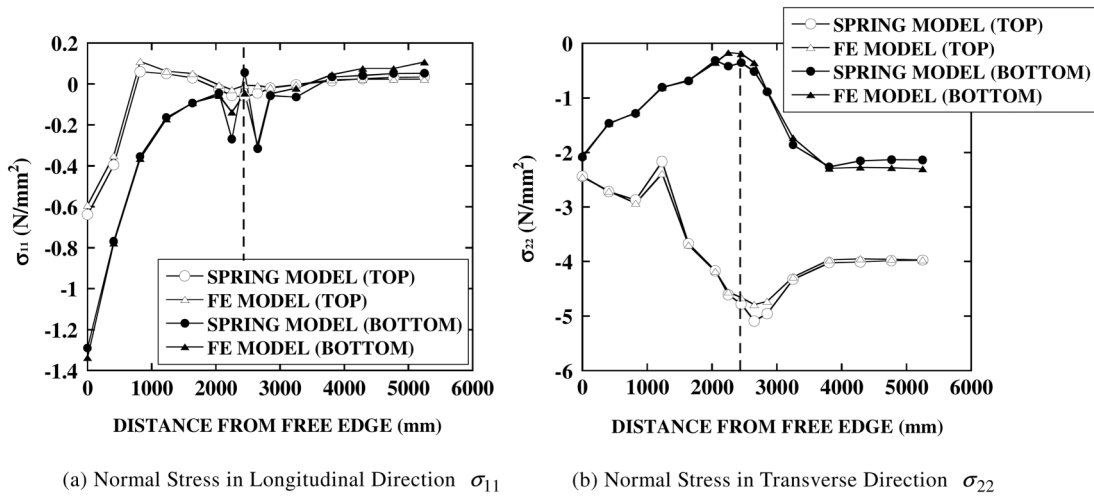 0.2
0
-0.2
-0.4
-0.6
-0.8
-1
-1.2
-1.4
σ11 (N/mm²)
SPRING MODEL (TOP)
FE MODEL (TOP)
SPRING MODEL (BOTTOM)
FE MODEL (BOTTOM)
0 1000 2000 3000 4000 5000 6000
DISTANCE FROM FREE EDGE (mm)
(a) Normal Stress in Longitudinal Direction σ11
SPRING MODEL (TOP)
FE MODEL (TOP)
SPRING MODEL (BOTTOM)
FE MODEL (BOTTOM)
0
-1
-2
-3
-4
-5
-6
σ22 (N/mm²)
0 1000 2000 3000 4000 5000 6000
DISTANCE FROM FREE EDGE (mm)
(b) Normal Stress in Transverse Direction σ22